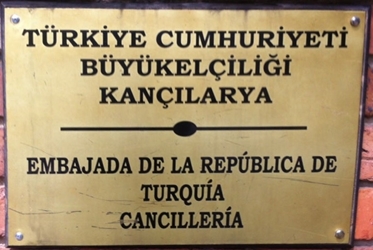 TÜRKİYE CUMHURİYETİ
BÜYÜKELÇİLİĞİ
KANÇILARYA
EMBAJADA DE LA REPÚBLICA DE
TURQUÍA
CANCILLERÍA